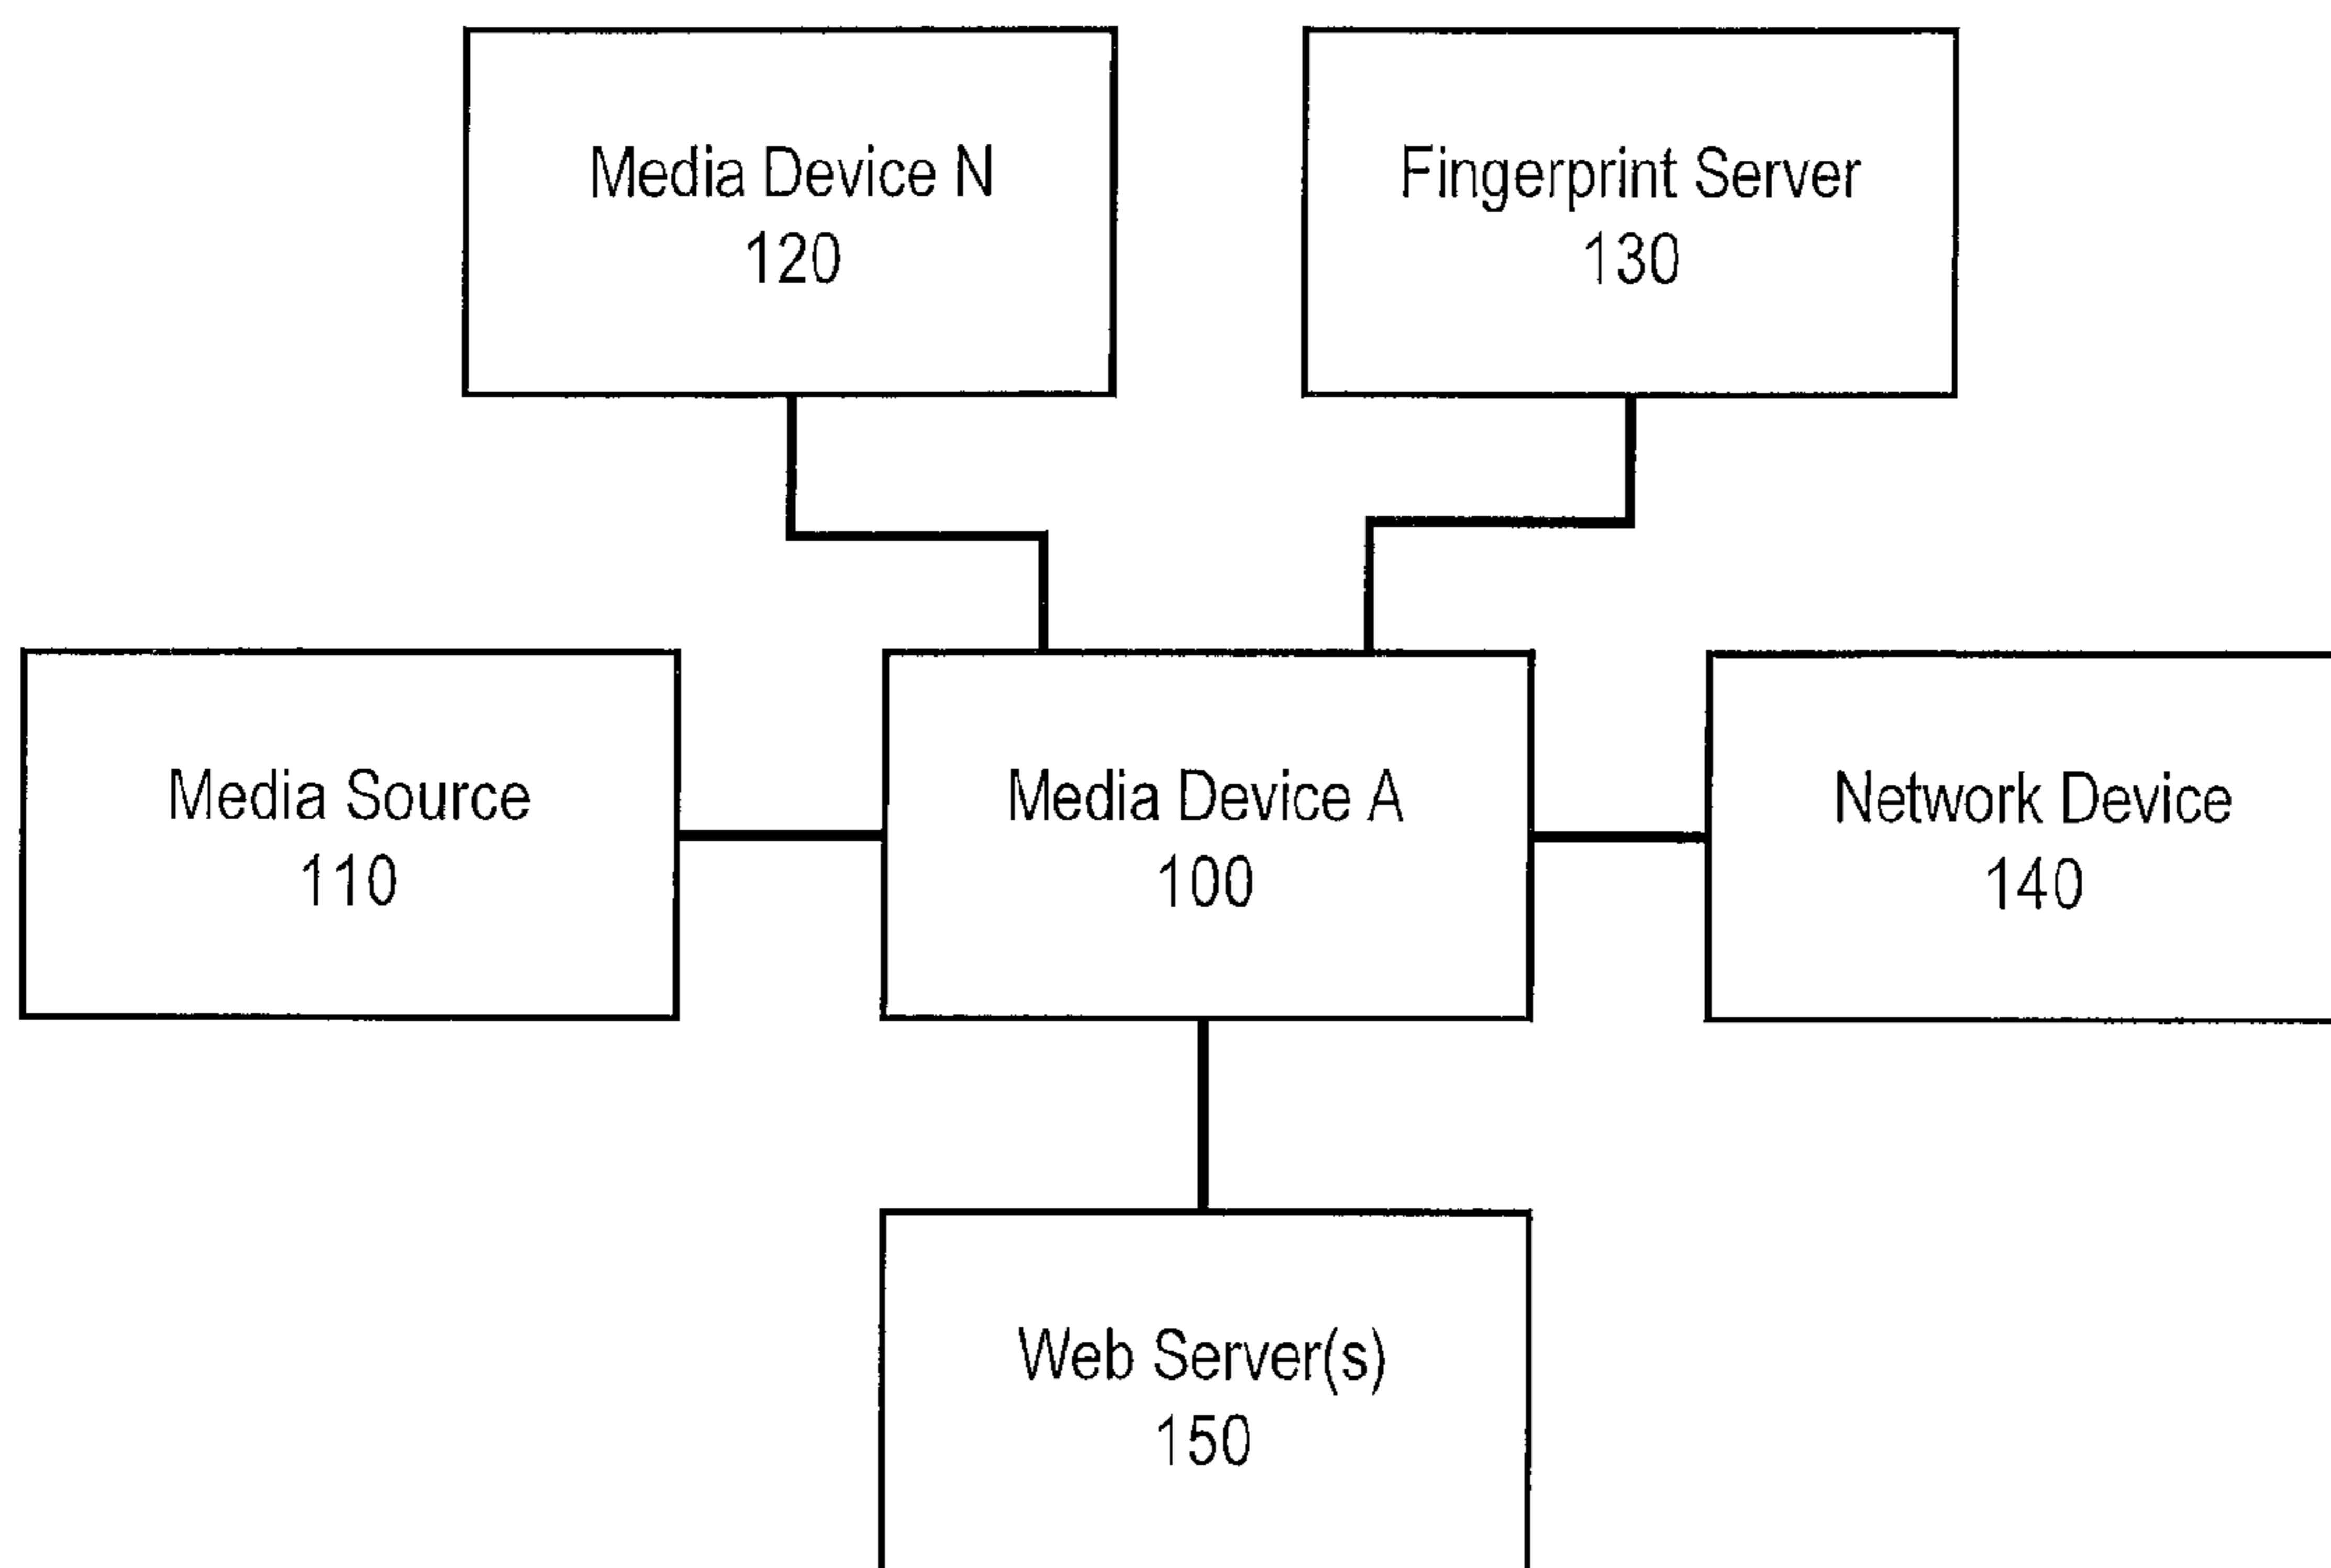 Media Device N
120
Fingerprint Server
130
Media Source
110
Media Device A
100
Network Device
140
Web Server(s)
150